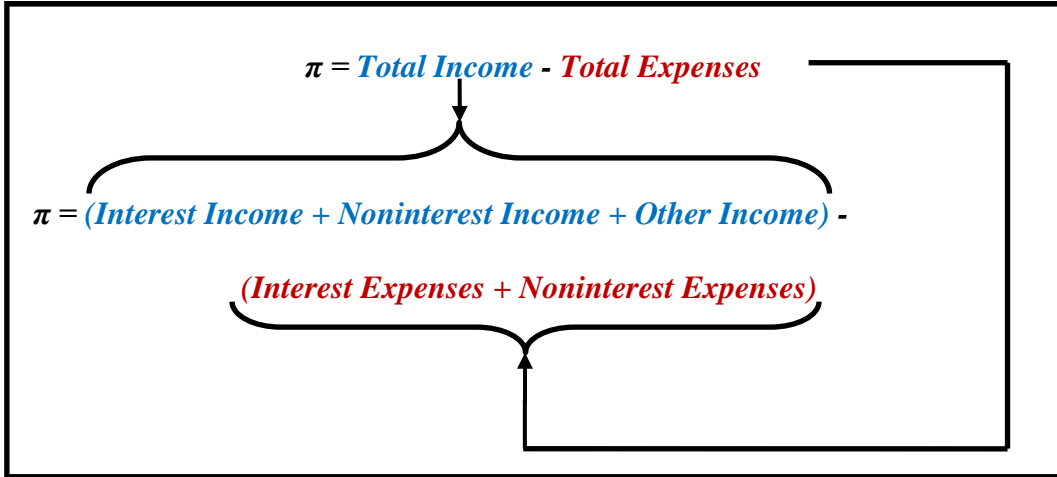 π = Total Income - Total Expenses
π = (Interest Income + Noninterest Income + Other Income) -
(Interest Expenses + Noninterest Expenses)